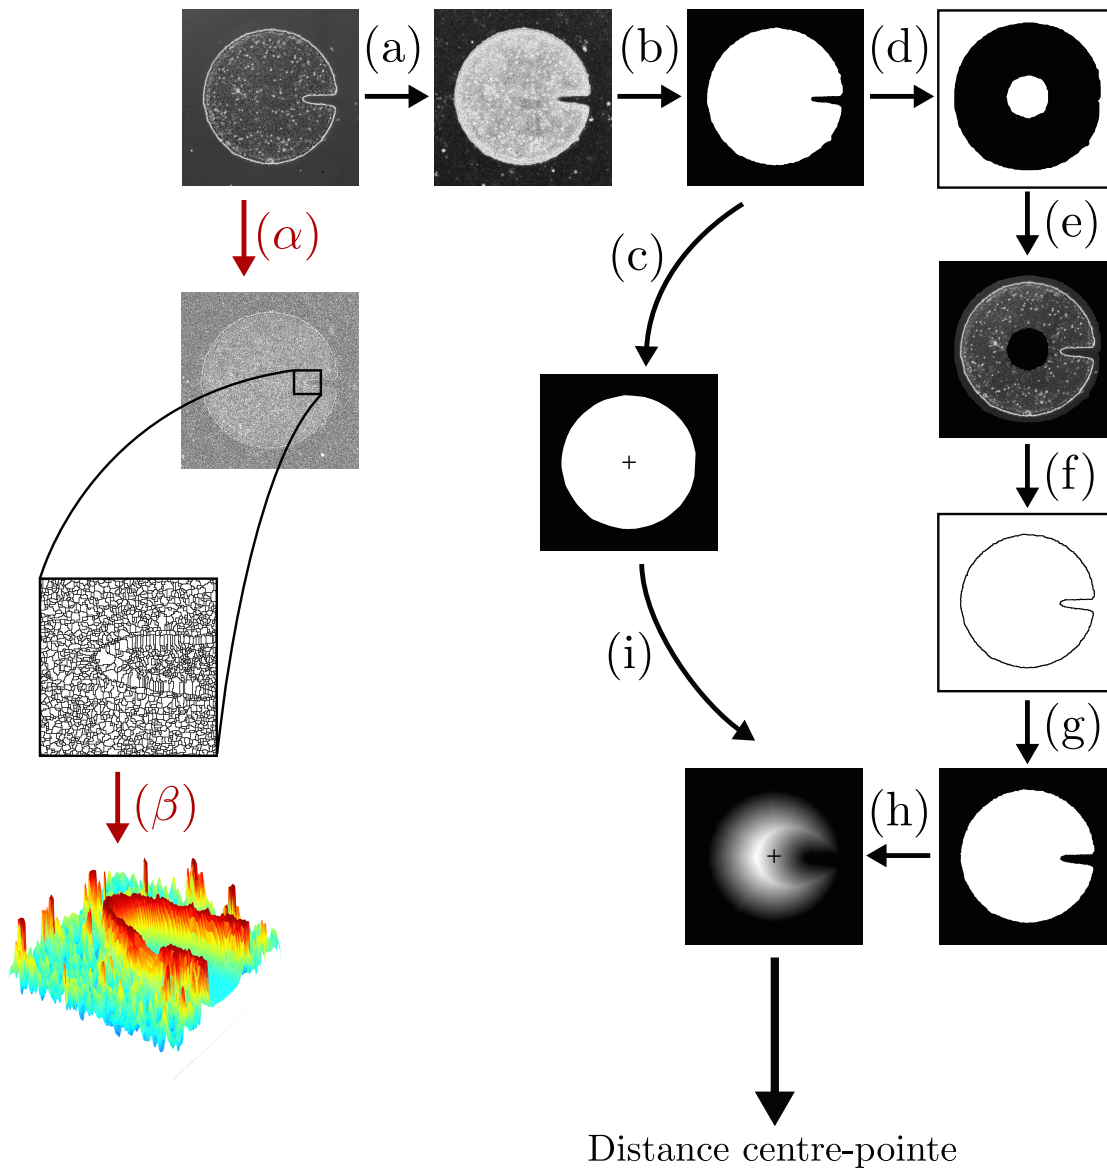 (a)
(b)
(d)
(α)
(c)
(e)
(f)
(i)
(g)
(β)
(h)
Distance centre-pointe